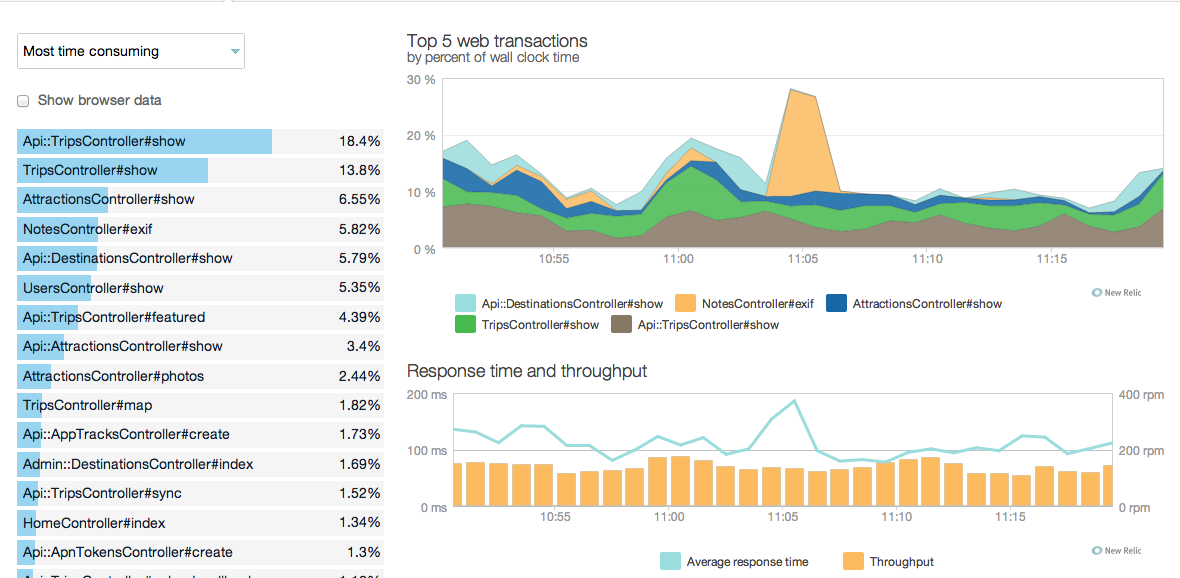 Most time consuming
Show browser data
Api::TripsController#show 18.4%
TripsController#show 13.8%
AttractionsController#show 6.55%
NotesController#exif 5.82%
Api::DestinationsController#show 5.79%
UsersController#show 5.35%
Api::TripsController#featured 4.39%
Api::AttractionsController#show 3.4%
AttractionsController#photos 2.44%
TripsController#map 1.82%
Api::AppTracksController#create 1.73%
Admin::DestinationsController#index 1.69%
Api::TripsController#sync 1.52%
HomeController#index 1.34%
Api::ApnTokensController#create 1.3%
Top 5 web transactions
by percent of wall clock time
30 %
20 %
10 %
0 %
10:55 11:00 11:05 11:10 11:15
New Relic
Api::DestinationsController#show NotesController#exif AttractionsController#show
TripsController#show Api::TripsController#show
Response time and throughput
200 ms 400 rpm
100 ms 200 rpm
0 ms 0 rpm
10:55 11:00 11:05 11:10 11:15
New Relic
Average response time Throughput